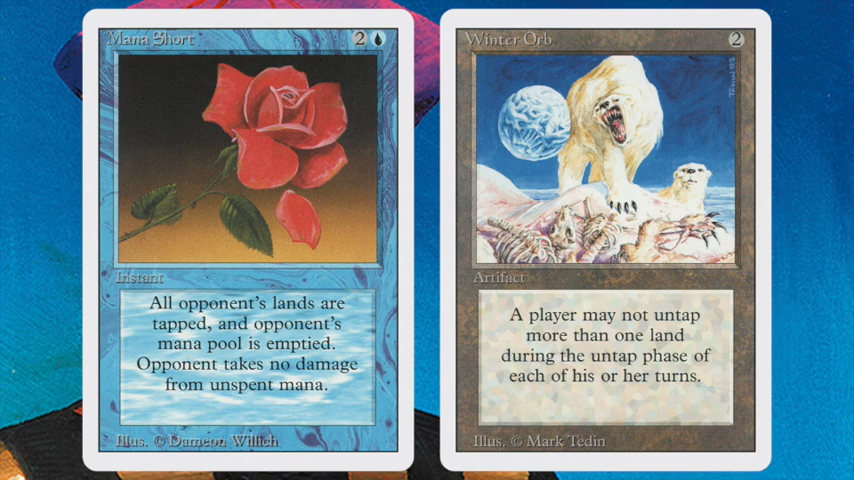 Mana Short 2
Instant
All opponent's lands are
tapped, and opponent's
mana pool is emptied.
Opponent takes no damage
from unspent mana.
Illus. © Dameon Willich
Winter Orb 2
Artifact
A player may not untap
more than one land
during the untap phase of
each of his or her turns.
Illus. © Mark Tedin